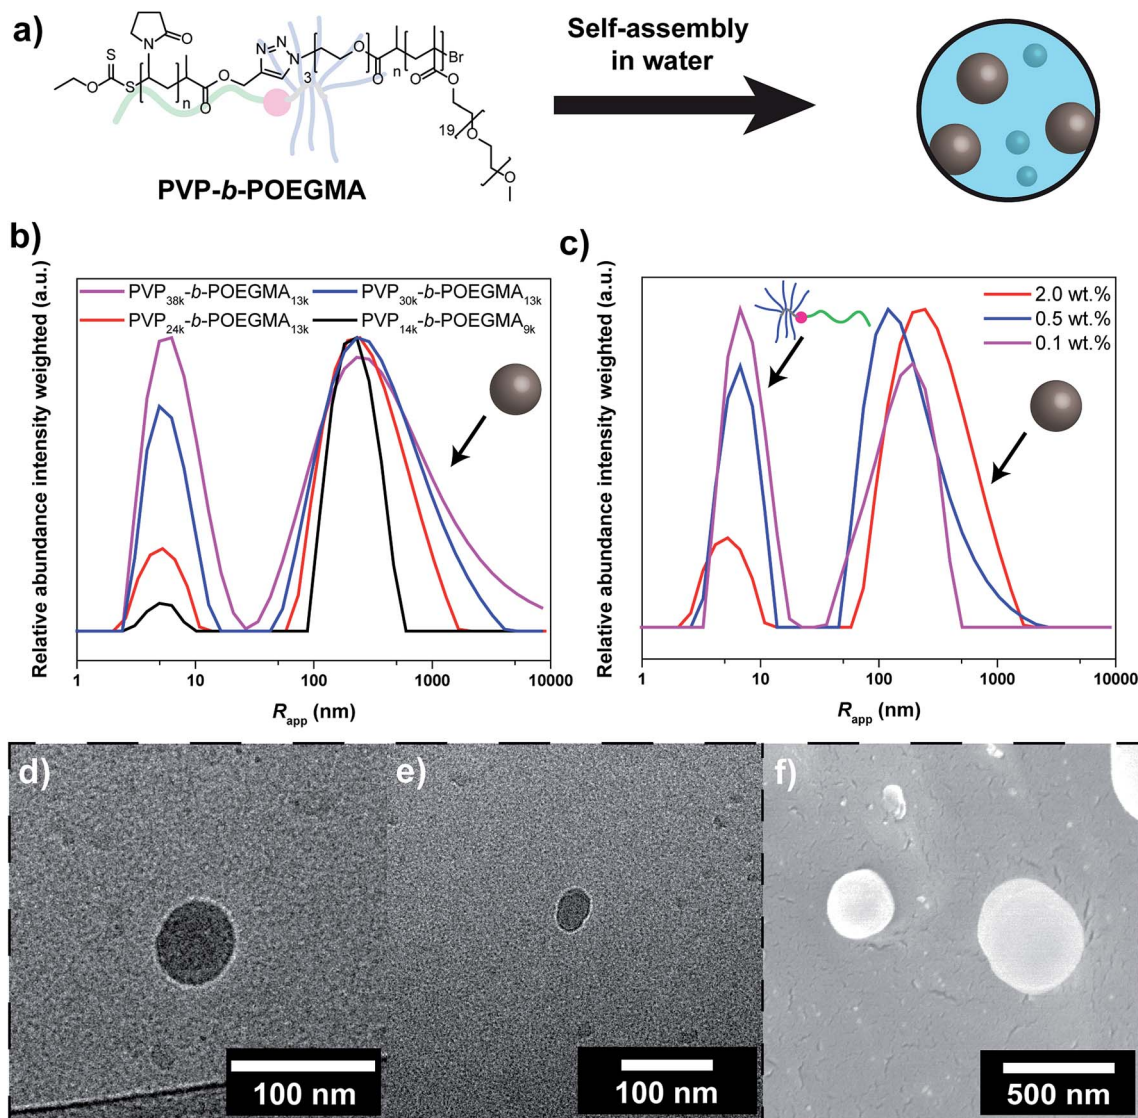 a)
Self-assembly
in water
N
O
N
N
N
S
O
S
n
O
O
3
O
O
n
Br
O
O
19
O
O
PVP-b-POEGMA
b)
Relative abundance intensity weighted (a.u.)
PVP38k-b-POEGMA13k
PVP30k-b-POEGMA13k
PVP24k-b-POEGMA13k
PVP14k-b-POEGMA9k
1
10
100
1000
10000
Rapp (nm)
c)
Relative abundance intensity weighted (a.u.)
2.0 wt.%
0.5 wt.%
0.1 wt.%
1
10
100
1000
10000
Rapp (nm)
d)
100 nm
e)
100 nm
f)
500 nm